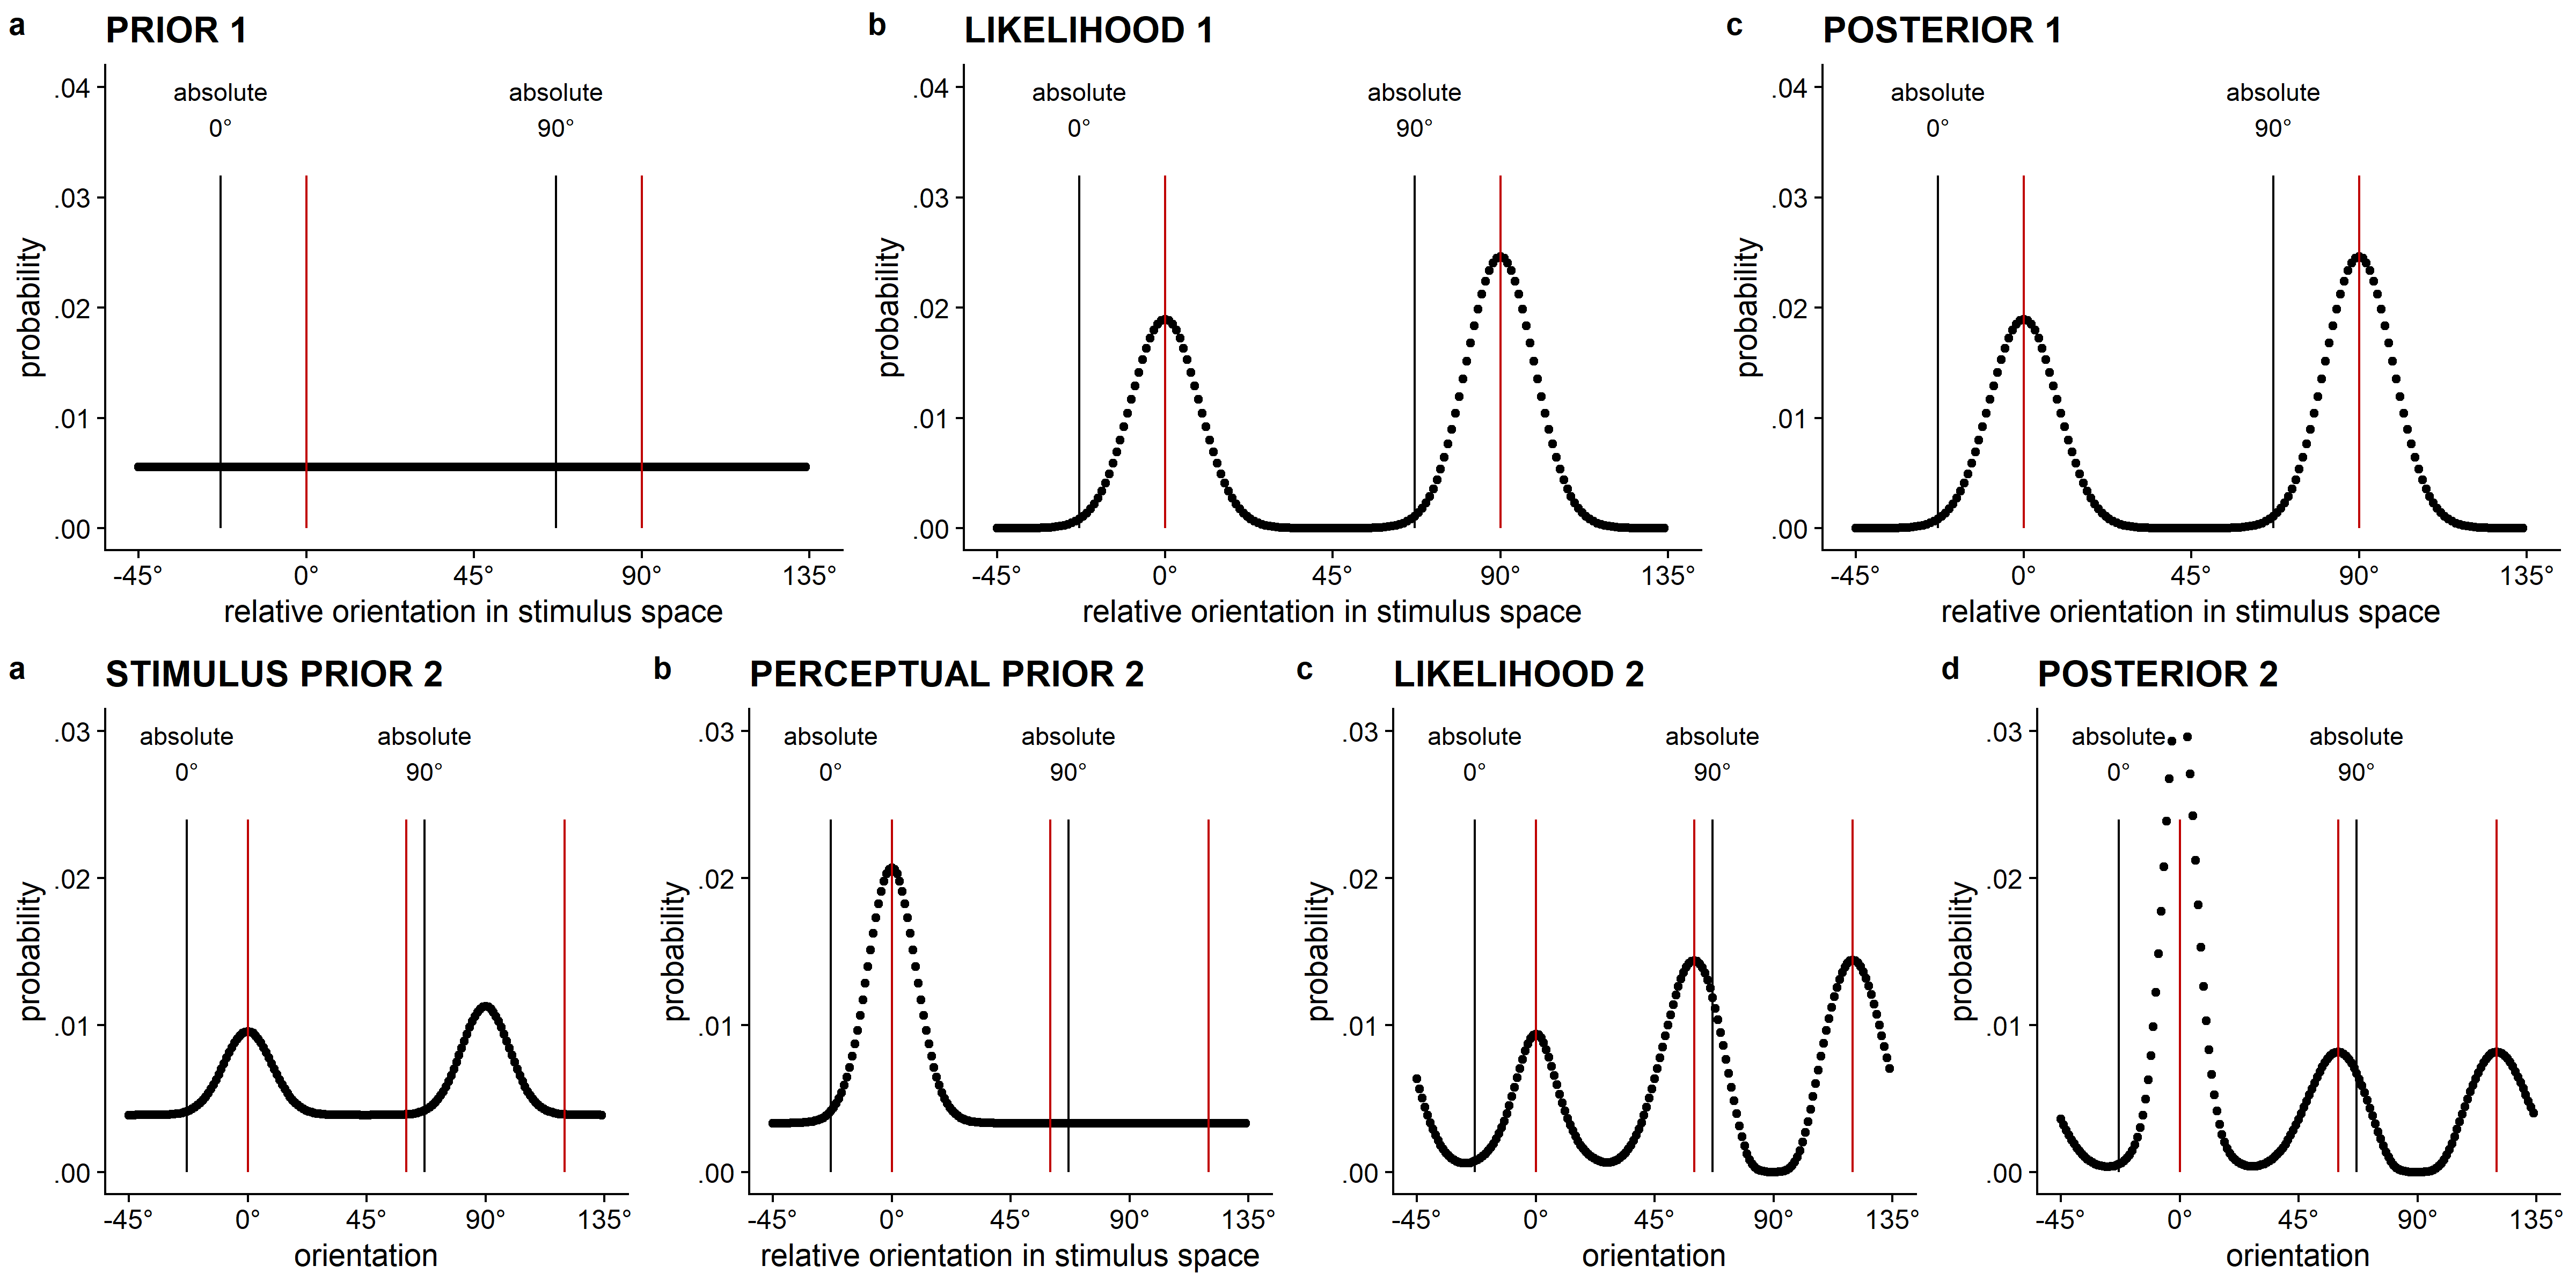 a PRIOR 1
.04
.03
.02
.01
.00
absolute 0°
absolute 90°
probability
-45° 0° 45° 90° 135°
relative orientation in stimulus space
b LIKELIHOOD 1
.04
.03
.02
.01
.00
absolute 0°
absolute 90°
probability
-45° 0° 45° 90° 135°
relative orientation in stimulus space
c POSTERIOR 1
.04
.03
.02
.01
.00
absolute 0°
absolute 90°
probability
-45° 0° 45° 90° 135°
relative orientation in stimulus space
a STIMULUS PRIOR 2
.03
.02
.01
.00
absolute 0°
absolute 90°
probability
-45° 0° 45° 90° 135°
orientation
b PERCEPTUAL PRIOR 2
.03
.02
.01
.00
absolute 0°
absolute 90°
probability
-45° 0° 45° 90° 135°
relative orientation in stimulus space
c LIKELIHOOD 2
.03
.02
.01
.00
absolute 0°
absolute 90°
probability
-45° 0° 45° 90° 135°
orientation
d POSTERIOR 2
.03
.02
.01
.00
absolute 0°
absolute 90°
probability
-45° 0° 45° 90° 135°
orientation